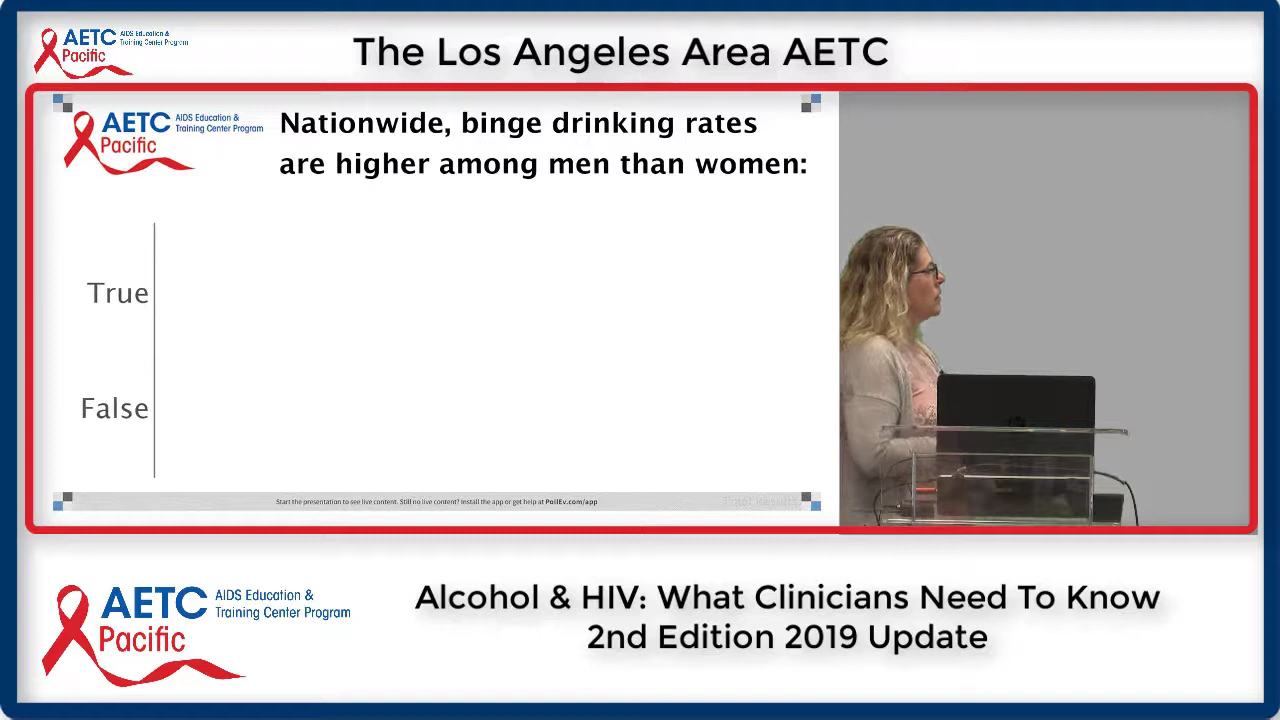 AETC
AIDS Education &
Training Center Program
Pacific
The Los Angeles Area AETC
AETC
AIDS Education &
Training Center Program
Pacific
Nationwide, binge drinking rates
are higher among men than women:
True
False
Start the presentation to see live content. Still no live content? Install the app or get help at PollEv.com/app
Total Results
AETC
AIDS Education &
Training Center Program
Pacific
Alcohol & HIV: What Clinicians Need To Know
2nd Edition 2019 Update